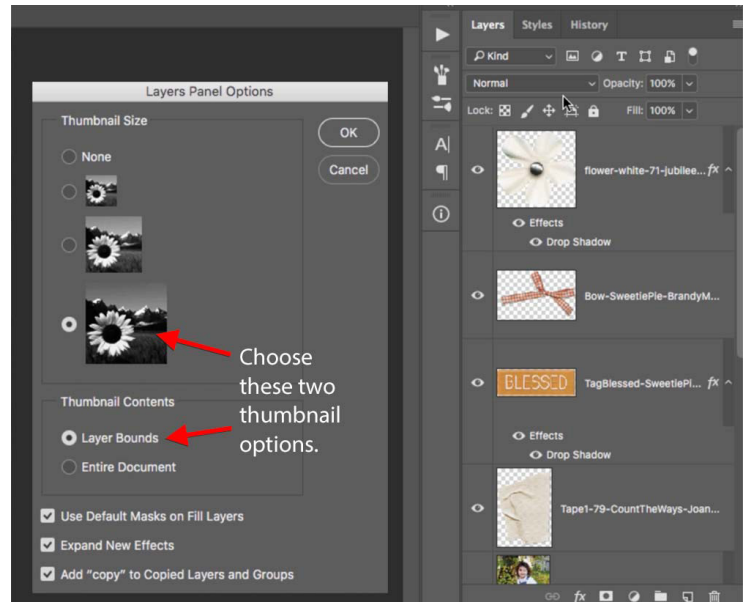 Layers Panel Options
Thumbnail Size
None
OK
Cancel
Choose
these two
thumbnail
options.
Thumbnail Contents
Layer Bounds
Entire Document
Use Default Masks on Fill Layers
Expand New Effects
Add "copy" to Copied Layers and Groups
A
Layers Styles History
Kind
T
Normal Opacity: 100%
Lock: Fill: 100%
flower-white-71-jubilee... fx
Effects
Drop Shadow
Bow-SweetiePie-BrandyM...
BLESSED
TagBlessed-SweetiePi... fx
Effects
Drop Shadow
Tape1-79-CountTheWays-Joan...
fx